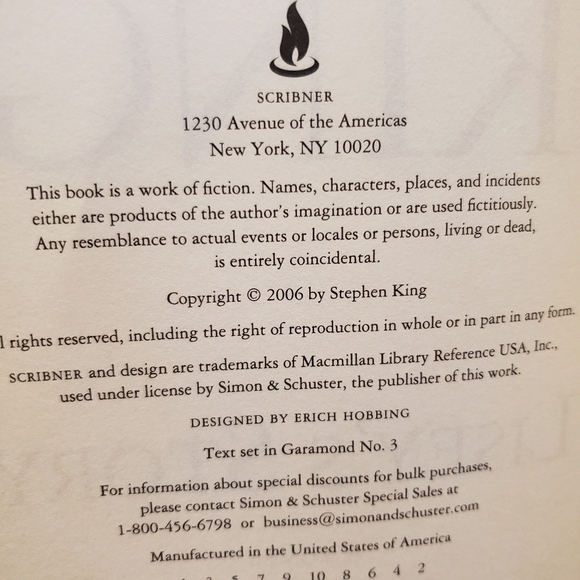 SCRIBNER
1230 Avenue of the Americas
New York, NY 10020
This book is a work of fiction. Names, characters, places, and incidents
either are products of the author's imagination or are used fictitiously.
Any resemblance to actual events or locales or persons, living or dead,
is entirely coincidental.
Copyright © 2006 by Stephen King
l rights reserved, including the right of reproduction in whole or in part in any form.
SCRIBNER and design are trademarks of Macmillan Library Reference USA, Inc.,
used under license by Simon & Schuster, the publisher of this work.
DESIGNED BY ERICH HOBBING
Text set in Garamond No. 3
For information about special discounts for bulk purchases,
please contact Simon & Schuster Special Sales at
1-800-456-6798 or business@simonandschuster.com
Manufactured in the United States of America
7 9 10 8 6 4 2